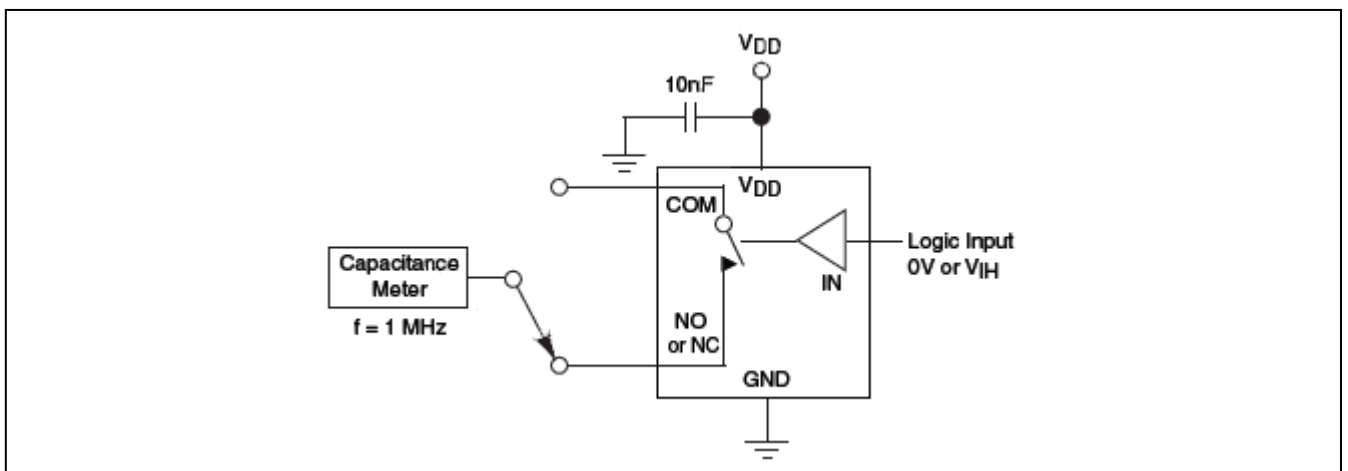 VDD
10nF
VDD
COM
Logic Input
0V or VIH
IN
Capacitance
Meter
f = 1 MHz
NO
or NC
GND